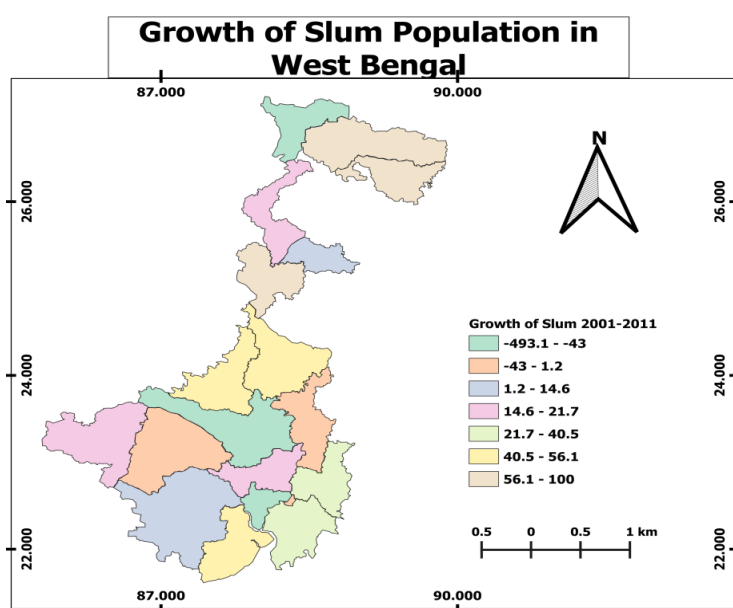 Growth of Slum Population in
West Bengal
87.000 90.000
N
26.000 26.000
Growth of Slum 2001-2011
-493.1 - -43
-43 - 1.2
1.2 - 14.6
14.6 - 21.7
21.7 - 40.5
40.5 - 56.1
56.1 - 100
24.000 24.000
0.5 0 0.5 1 km
22.000 22.000
87.000 90.000